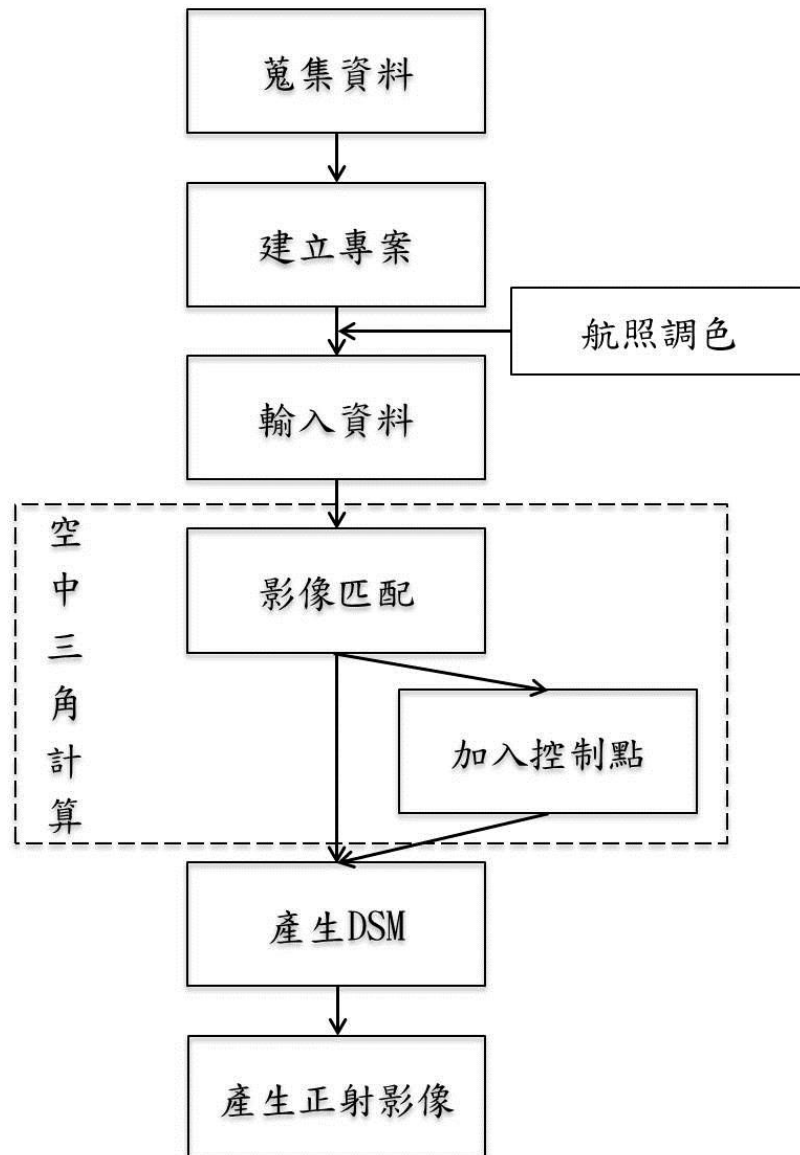 蒐集資料
建立專案
航照調色
輸入資料
空中三角計算
影像匹配
加入控制點
產生DSM
產生正射影像